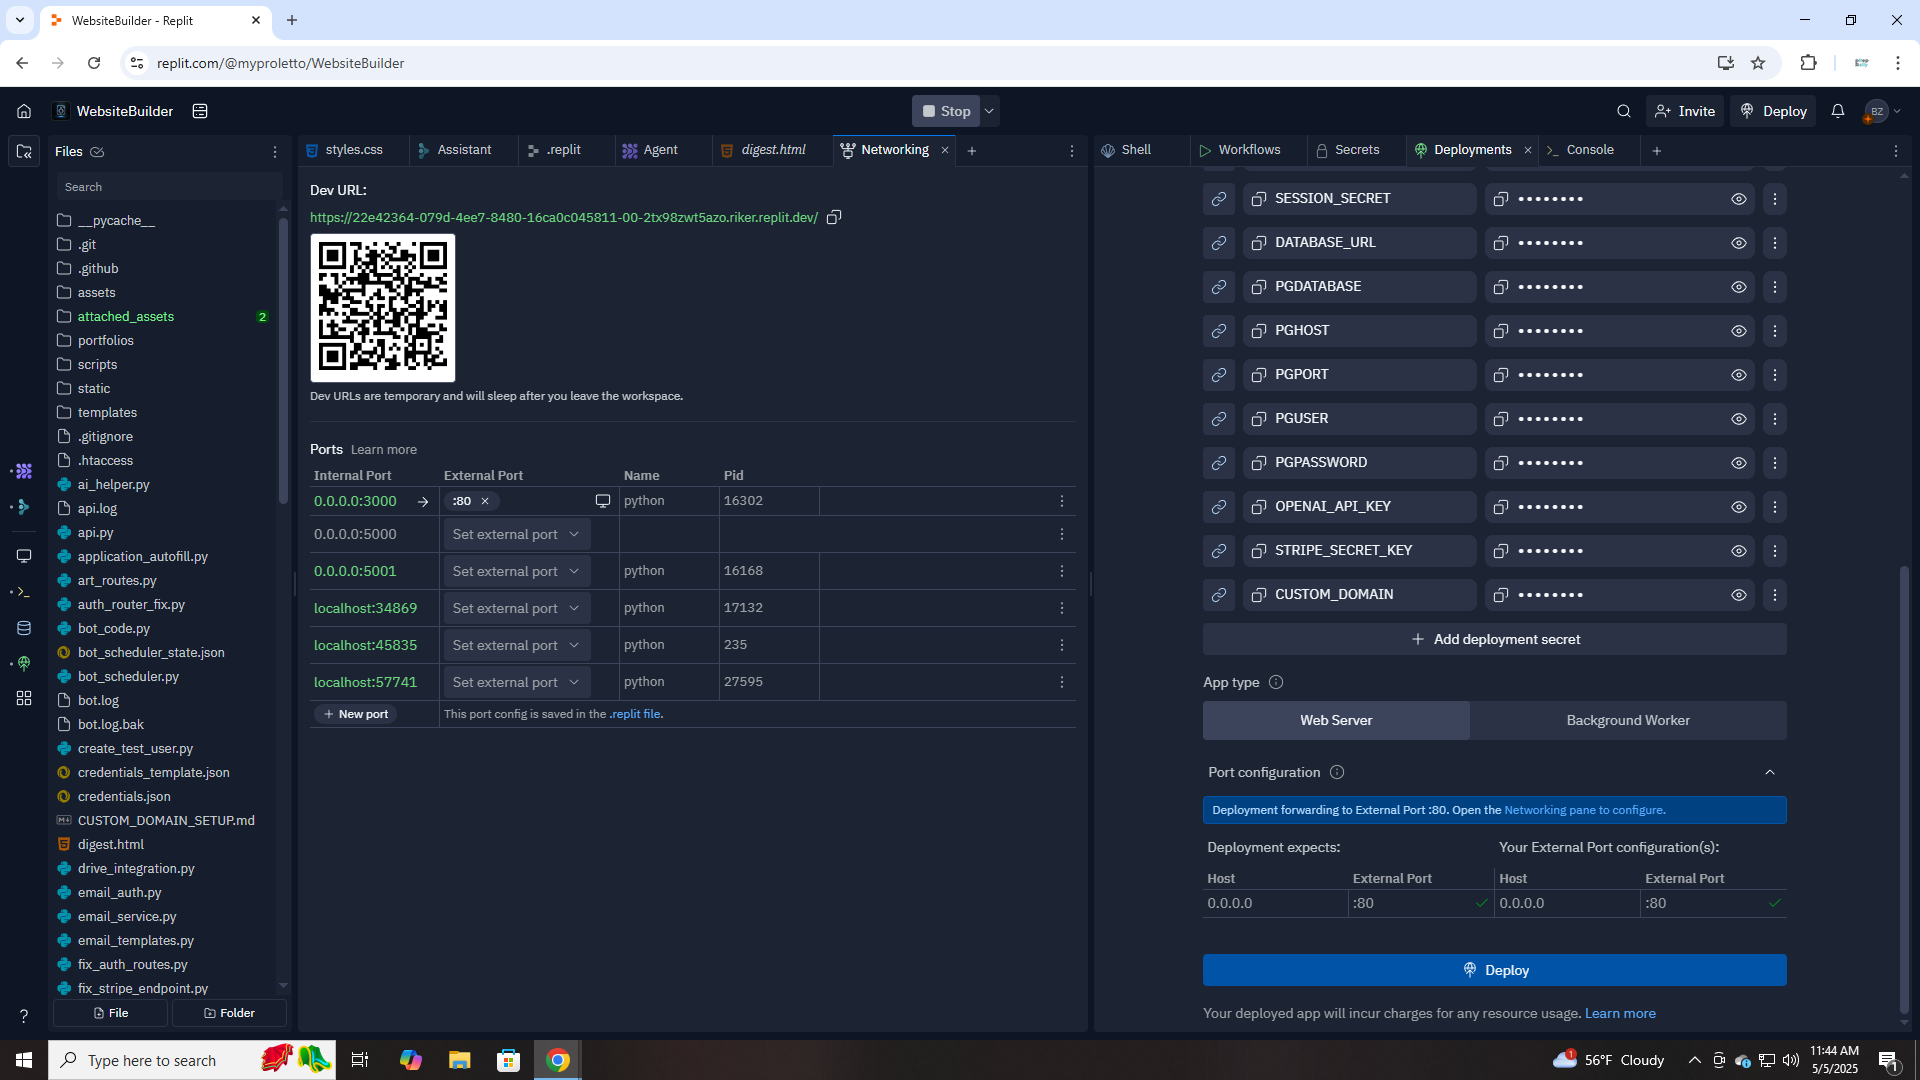 WebsiteBuilder - Replit
replit.com/@myproletto/WebsiteBuilder
WebsiteBuilder
Stop
Invite
Deploy
BZ
Files
Search
__pycache__
.git
.github
assets
attached_assets 2
portfolios
scripts
static
templates
.gitignore
.htaccess
ai_helper.py
api.log
api.py
application_autofill.py
art_routes.py
auth_router_fix.py
bot_code.py
bot_scheduler_state.json
bot_scheduler.py
bot.log
bot.log.bak
create_test_user.py
credentials_template.json
credentials.json
CUSTOM_DOMAIN_SETUP.md
digest.html
drive_integration.py
email_auth.py
email_service.py
email_templates.py
fix_auth_routes.py
fix_stripe_endpoint.py
File
Folder
styles.css
Assistant
.replit
Agent
digest.html
Networking
Dev URL:
https://22e42364-079d-4ee7-8480-16ca0c045811-00-2tx98zwt5azo.riker.replit.dev/
Dev URLs are temporary and will sleep after you leave the workspace.
Ports Learn more
Internal Port External Port Name Pid
0.0.0.0:3000 :80 python 16302
0.0.0.0:5000 Set external port
0.0.0.0:5001 Set external port python 16168
localhost:34869 Set external port python 17132
localhost:45835 Set external port python 235
localhost:57741 Set external port python 27595
New port This port config is saved in the .replit file.
Shell
Workflows
Secrets
Deployments
Console
SESSION_SECRET ••••••••
DATABASE_URL ••••••••
PGDATABASE ••••••••
PGHOST ••••••••
PGPORT ••••••••
PGUSER ••••••••
PGPASSWORD ••••••••
OPENAI_API_KEY ••••••••
STRIPE_SECRET_KEY ••••••••
CUSTOM_DOMAIN ••••••••
Add deployment secret
App type
Web Server Background Worker
Port configuration
Deployment forwarding to External Port :80. Open the Networking pane to configure.
Deployment expects: Your External Port configuration(s):
Host External Port Host External Port
0.0.0.0 :80 0.0.0.0 :80
Deploy
Your deployed app will incur charges for any resource usage. Learn more
Type here to search
1
56°F Cloudy
11:44 AM
5/5/2025
1